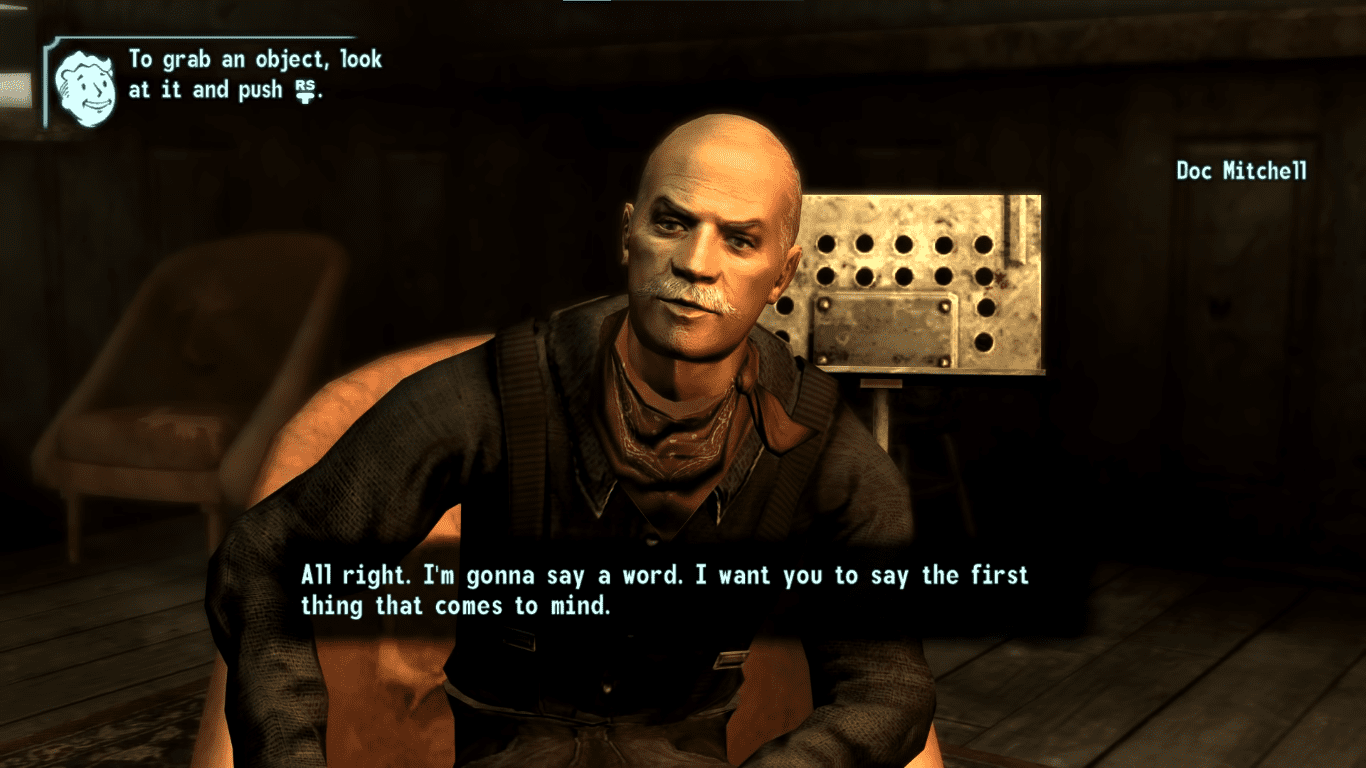 To grab an object, look
at it and push RS.
Doc Mitchell
All right. I'm gonna say a word. I want you to say the first
thing that comes to mind.